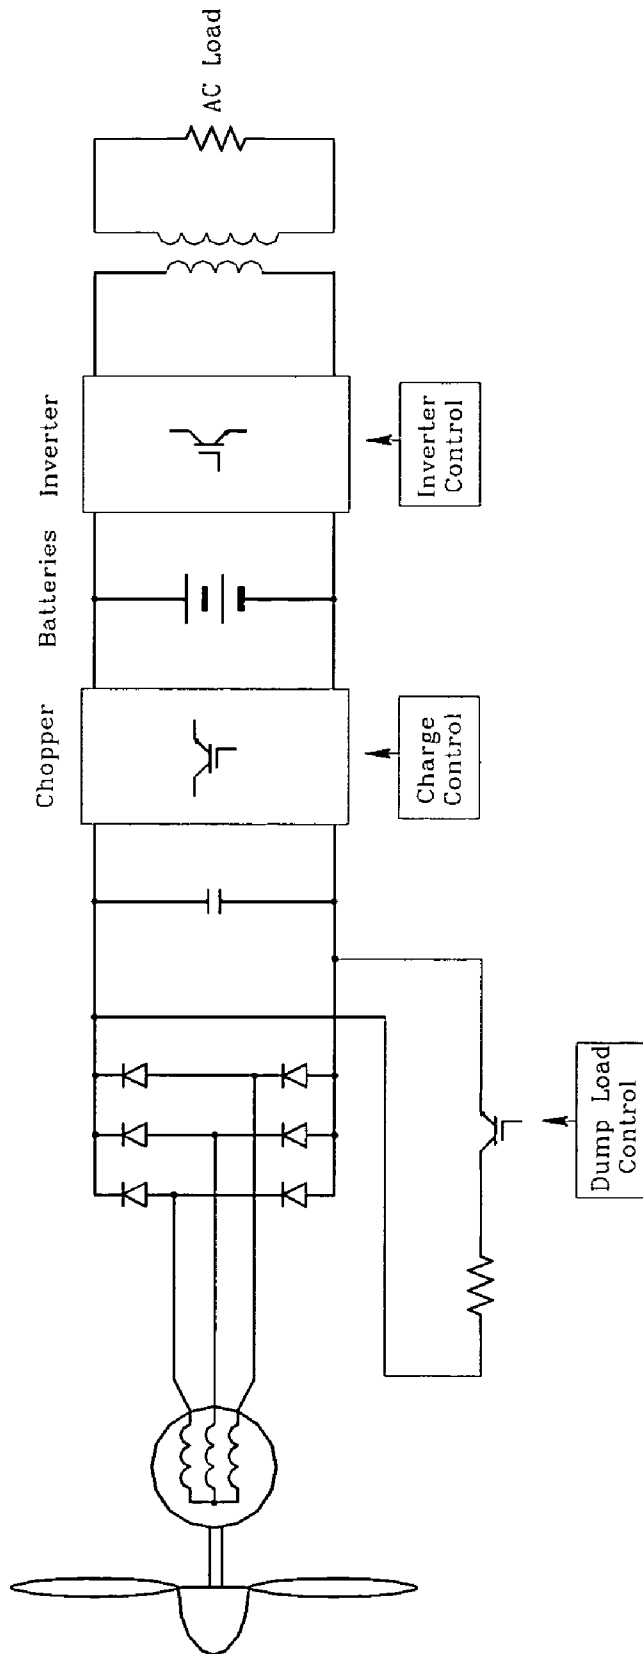 Chopper
Batteries
Inverter
AC Load
Dump Load
Control
Charge
Control
Inverter
Control